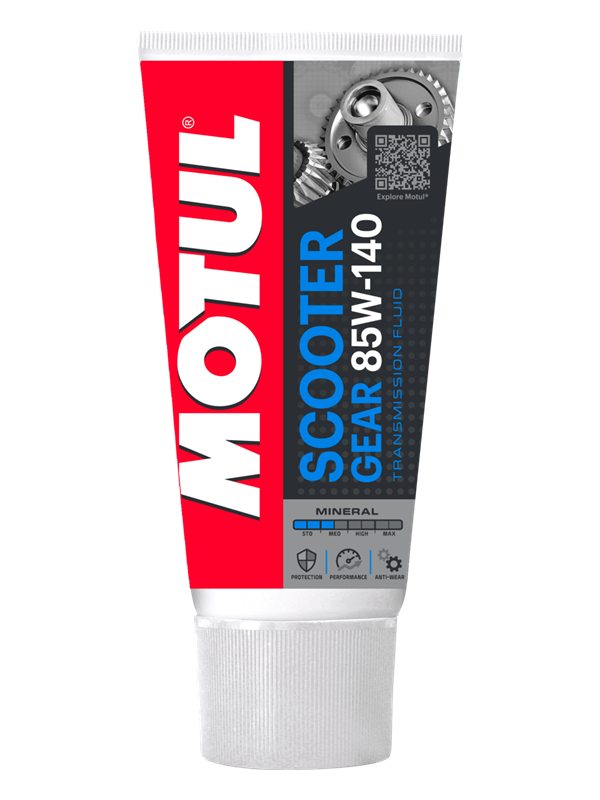 MOTUL®
Explore Motul®
SCOOTER
GEAR 85W-140
TRANSMISSION FLUID
MINERAL
STD MED HIGH MAX
PROTECTION PERFORMANCE ANTI-WEAR